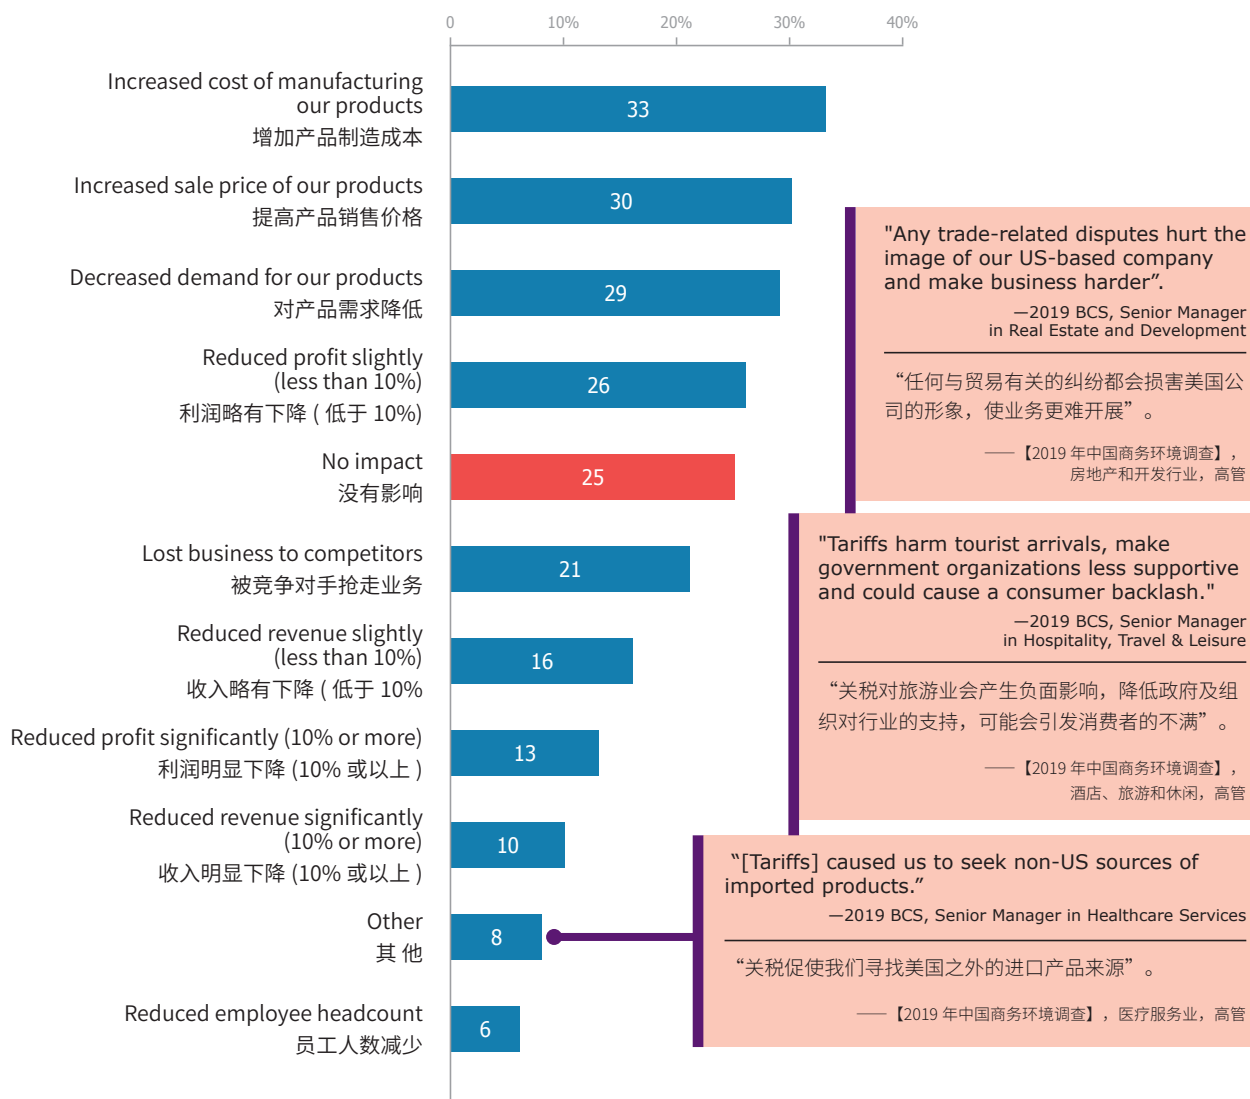 0 10% 20% 30% 40%
Increased cost of manufacturing
our products
增加产品制造成本
33
Increased sale price of our products
提高产品销售价格
30
Decreased demand for our products
对产品需求降低
29
Reduced profit slightly
(less than 10%)
利润略有下降 ( 低于 10%)
26
No impact
没有影响
25
Lost business to competitors
被竞争对手抢走业务
21
Reduced revenue slightly
(less than 10%)
收入略有下降 ( 低于 10%
16
Reduced profit significantly (10% or more)
利润明显下降 (10% 或以上 )
13
Reduced revenue significantly
(10% or more)
收入明显下降 (10% 或以上 )
10
Other
其 他
8
Reduced employee headcount
员工人数减少
6
"Any trade-related disputes hurt the
image of our US-based company
and make business harder”.
—2019 BCS, Senior Manager
in Real Estate and Development
“任何与贸易有关的纠纷都会损害美国公
司的形象，使业务更难开展”。
——【2019 年中国商务环境调查】，
房地产和开发行业，高管
"Tariffs harm tourist arrivals, make
government organizations less supportive
and could cause a consumer backlash."
—2019 BCS, Senior Manager
in Hospitality, Travel & Leisure
“关税对旅游业会产生负面影响，降低政府及组
织对行业的支持，可能会引发消费者的不满”。
——【2019 年中国商务环境调查】，
酒店、旅游和休闲，高管
“[Tariffs] caused us to seek non-US sources of
imported products.”
—2019 BCS, Senior Manager in Healthcare Services
“关税促使我们寻找美国之外的进口产品来源”。
——【2019 年中国商务环境调查】，医疗服务业，高管